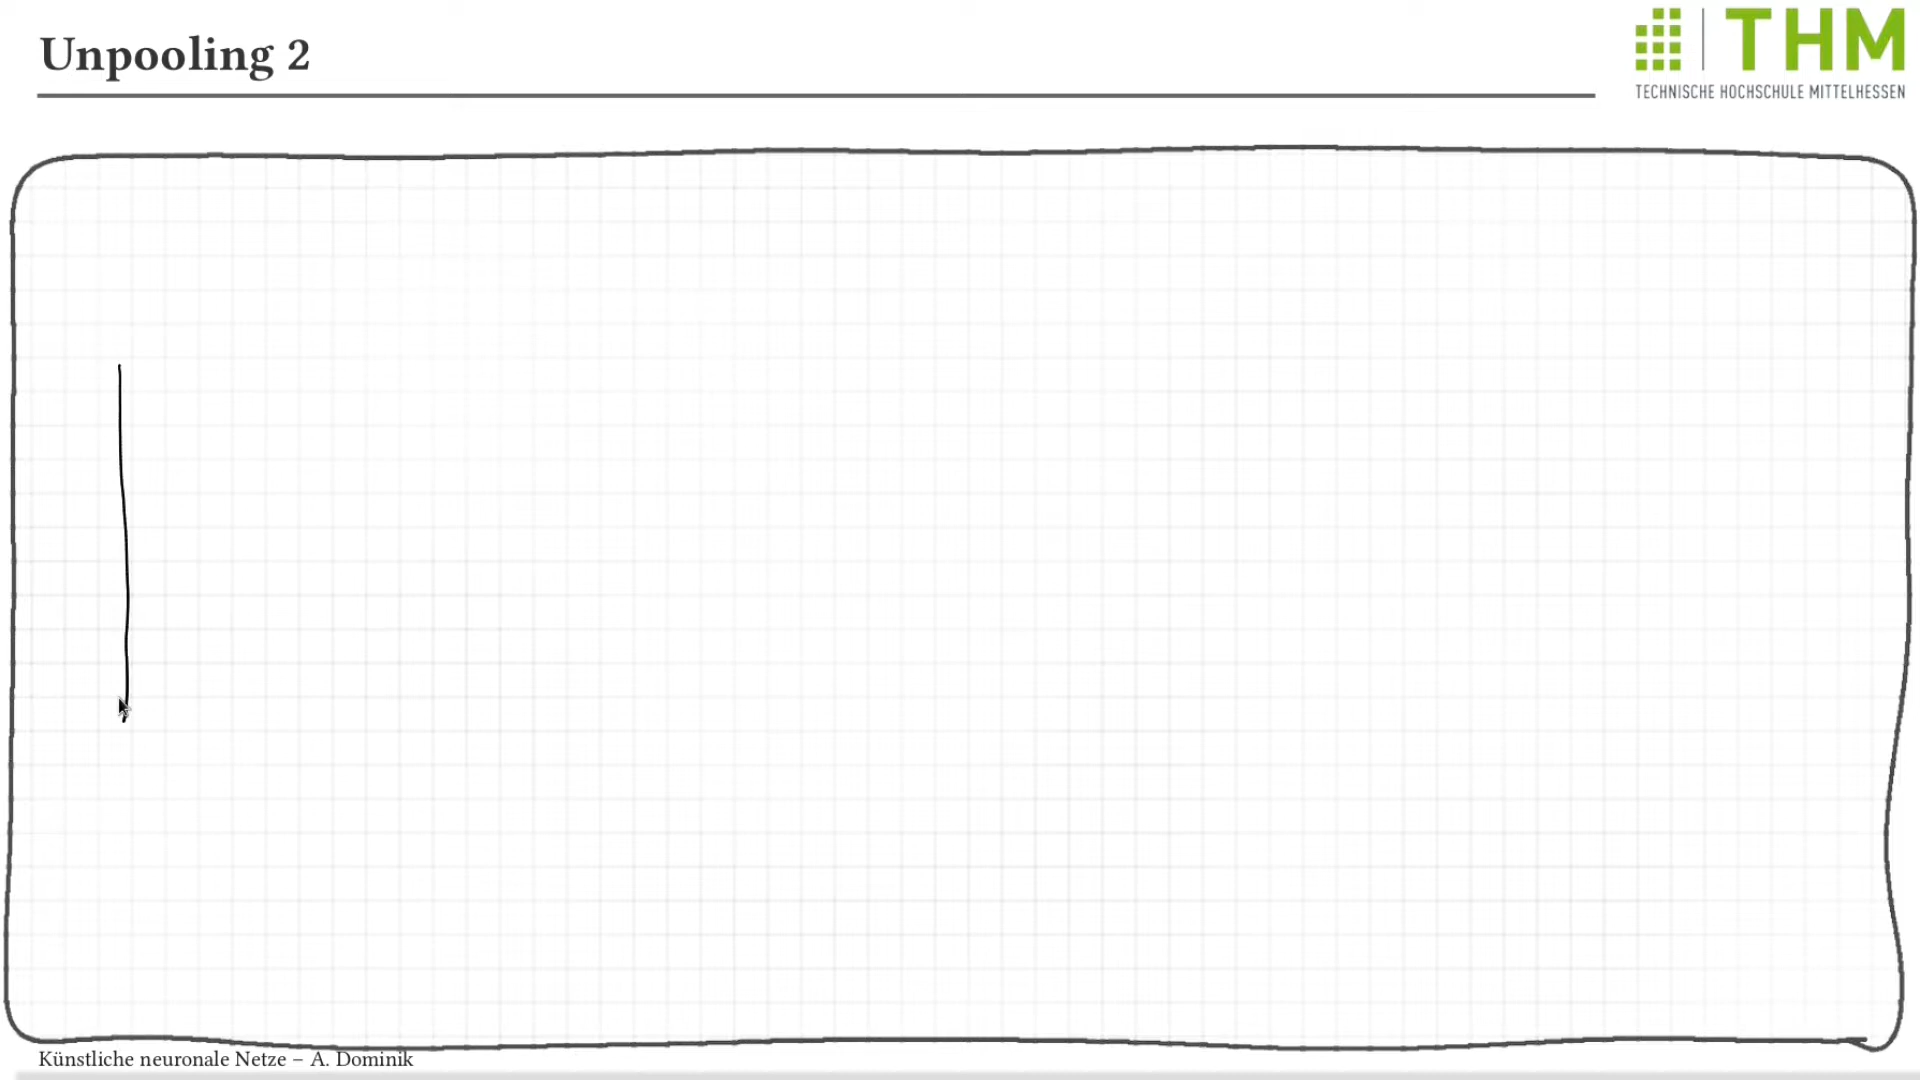 Unpooling 2
THM
TECHNISCHE HOCHSCHULE MITTELHESSEN
Künstliche neuronale Netze – A. Dominik